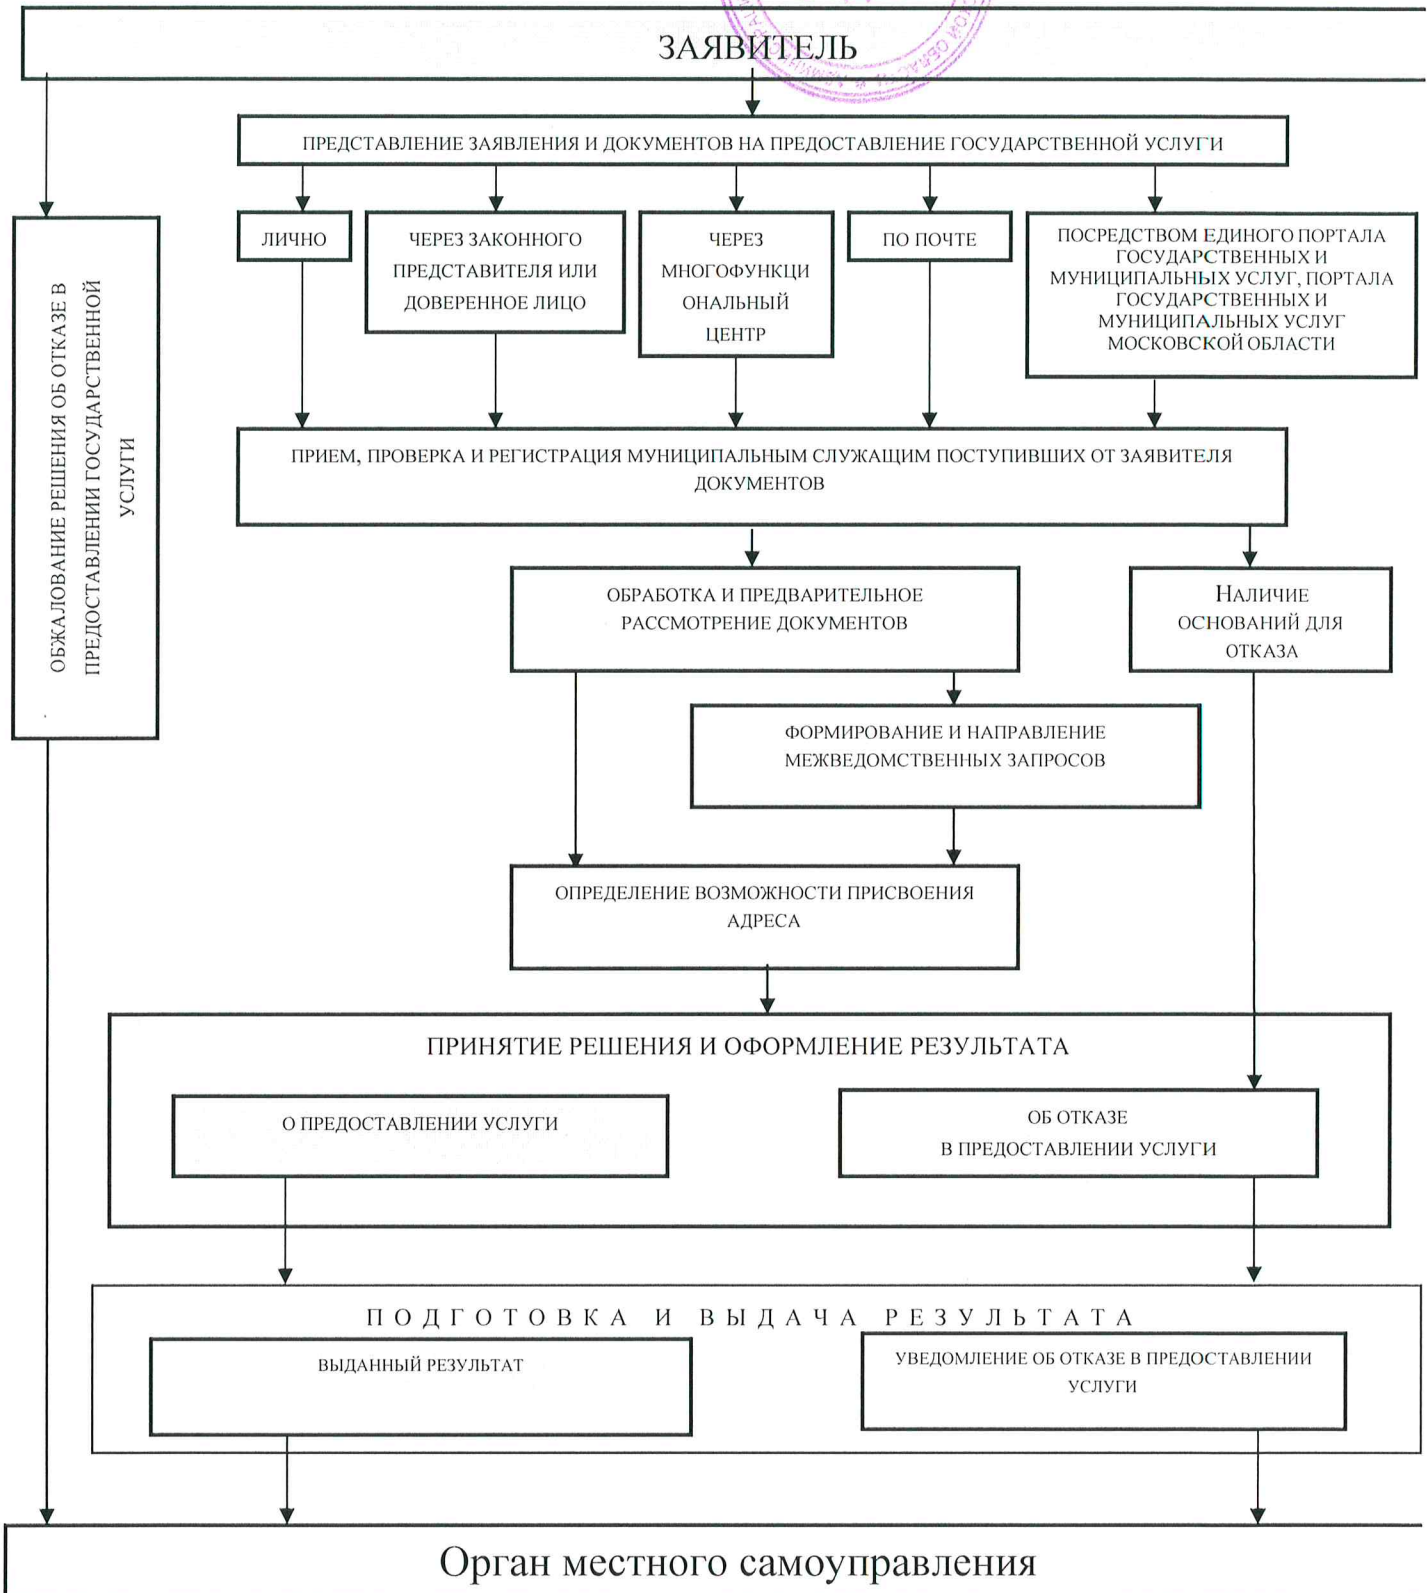 ЗАЯВИТЕЛЬ
ПРЕДСТАВЛЕНИЕ ЗАЯВЛЕНИЯ И ДОКУМЕНТОВ НА ПРЕДОСТАВЛЕНИЕ ГОСУДАРСТВЕННОЙ УСЛУГИ
ЛИЧНО
ЧЕРЕЗ ЗАКОННОГО
ПРЕДСТАВИТЕЛЯ ИЛИ
ДОВЕРЕННОЕ ЛИЦО
ЧЕРЕЗ
МНОГОФУНКЦИ
ОНАЛЬНЫЙ
ЦЕНТР
ПО ПОЧТЕ
ПОСРЕДСТВОМ ЕДИНОГО ПОРТАЛА
ГОСУДАРСТВЕННЫХ И
МУНИЦИПАЛЬНЫХ УСЛУГ, ПОРТАЛА
ГОСУДАРСТВЕННЫХ И
МУНИЦИПАЛЬНЫХ УСЛУГ
МОСКОВСКОЙ ОБЛАСТИ
ОБЖАЛОВАНИЕ РЕШЕНИЯ ОБ ОТКАЗЕ В
ПРЕДОСТАВЛЕНИИ ГОСУДАРСТВЕННОЙ
УСЛУГИ
ПРИЕМ, ПРОВЕРКА И РЕГИСТРАЦИЯ МУНИЦИПАЛЬНЫМ СЛУЖАЩИМ ПОСТУПИВШИХ ОТ ЗАЯВИТЕЛЯ
ДОКУМЕНТОВ
ОБРАБОТКА И ПРЕДВАРИТЕЛЬНОЕ
РАССМОТРЕНИЕ ДОКУМЕНТОВ
НАЛИЧИЕ
ОСНОВАНИЙ ДЛЯ
ОТКАЗА
ФОРМИРОВАНИЕ И НАПРАВЛЕНИЕ
МЕЖВЕДОМСТВЕННЫХ ЗАПРОСОВ
ОПРЕДЕЛЕНИЕ ВОЗМОЖНОСТИ ПРИСВОЕНИЯ
АДРЕСА
ПРИНЯТИЕ РЕШЕНИЯ И ОФОРМЛЕНИЕ РЕЗУЛЬТАТА
О ПРЕДОСТАВЛЕНИИ УСЛУГИ
ОБ ОТКАЗЕ
В ПРЕДОСТАВЛЕНИИ УСЛУГИ
ПОДГОТОВКА И ВЫДАЧА РЕЗУЛЬТАТА
ВЫДАННЫЙ РЕЗУЛЬТАТ
УВЕДОМЛЕНИЕ ОБ ОТКАЗЕ В ПРЕДОСТАВЛЕНИИ
УСЛУГИ
Орган местного самоуправления